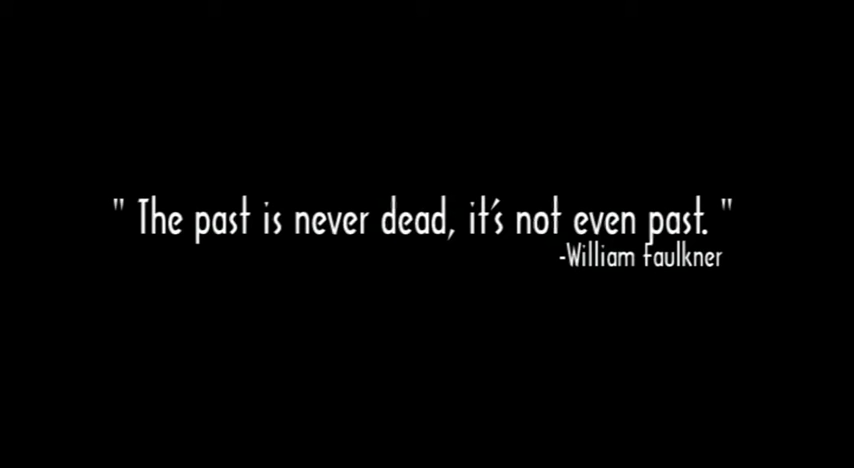 " The past is never dead, it's not even past. "
-William Faulkner